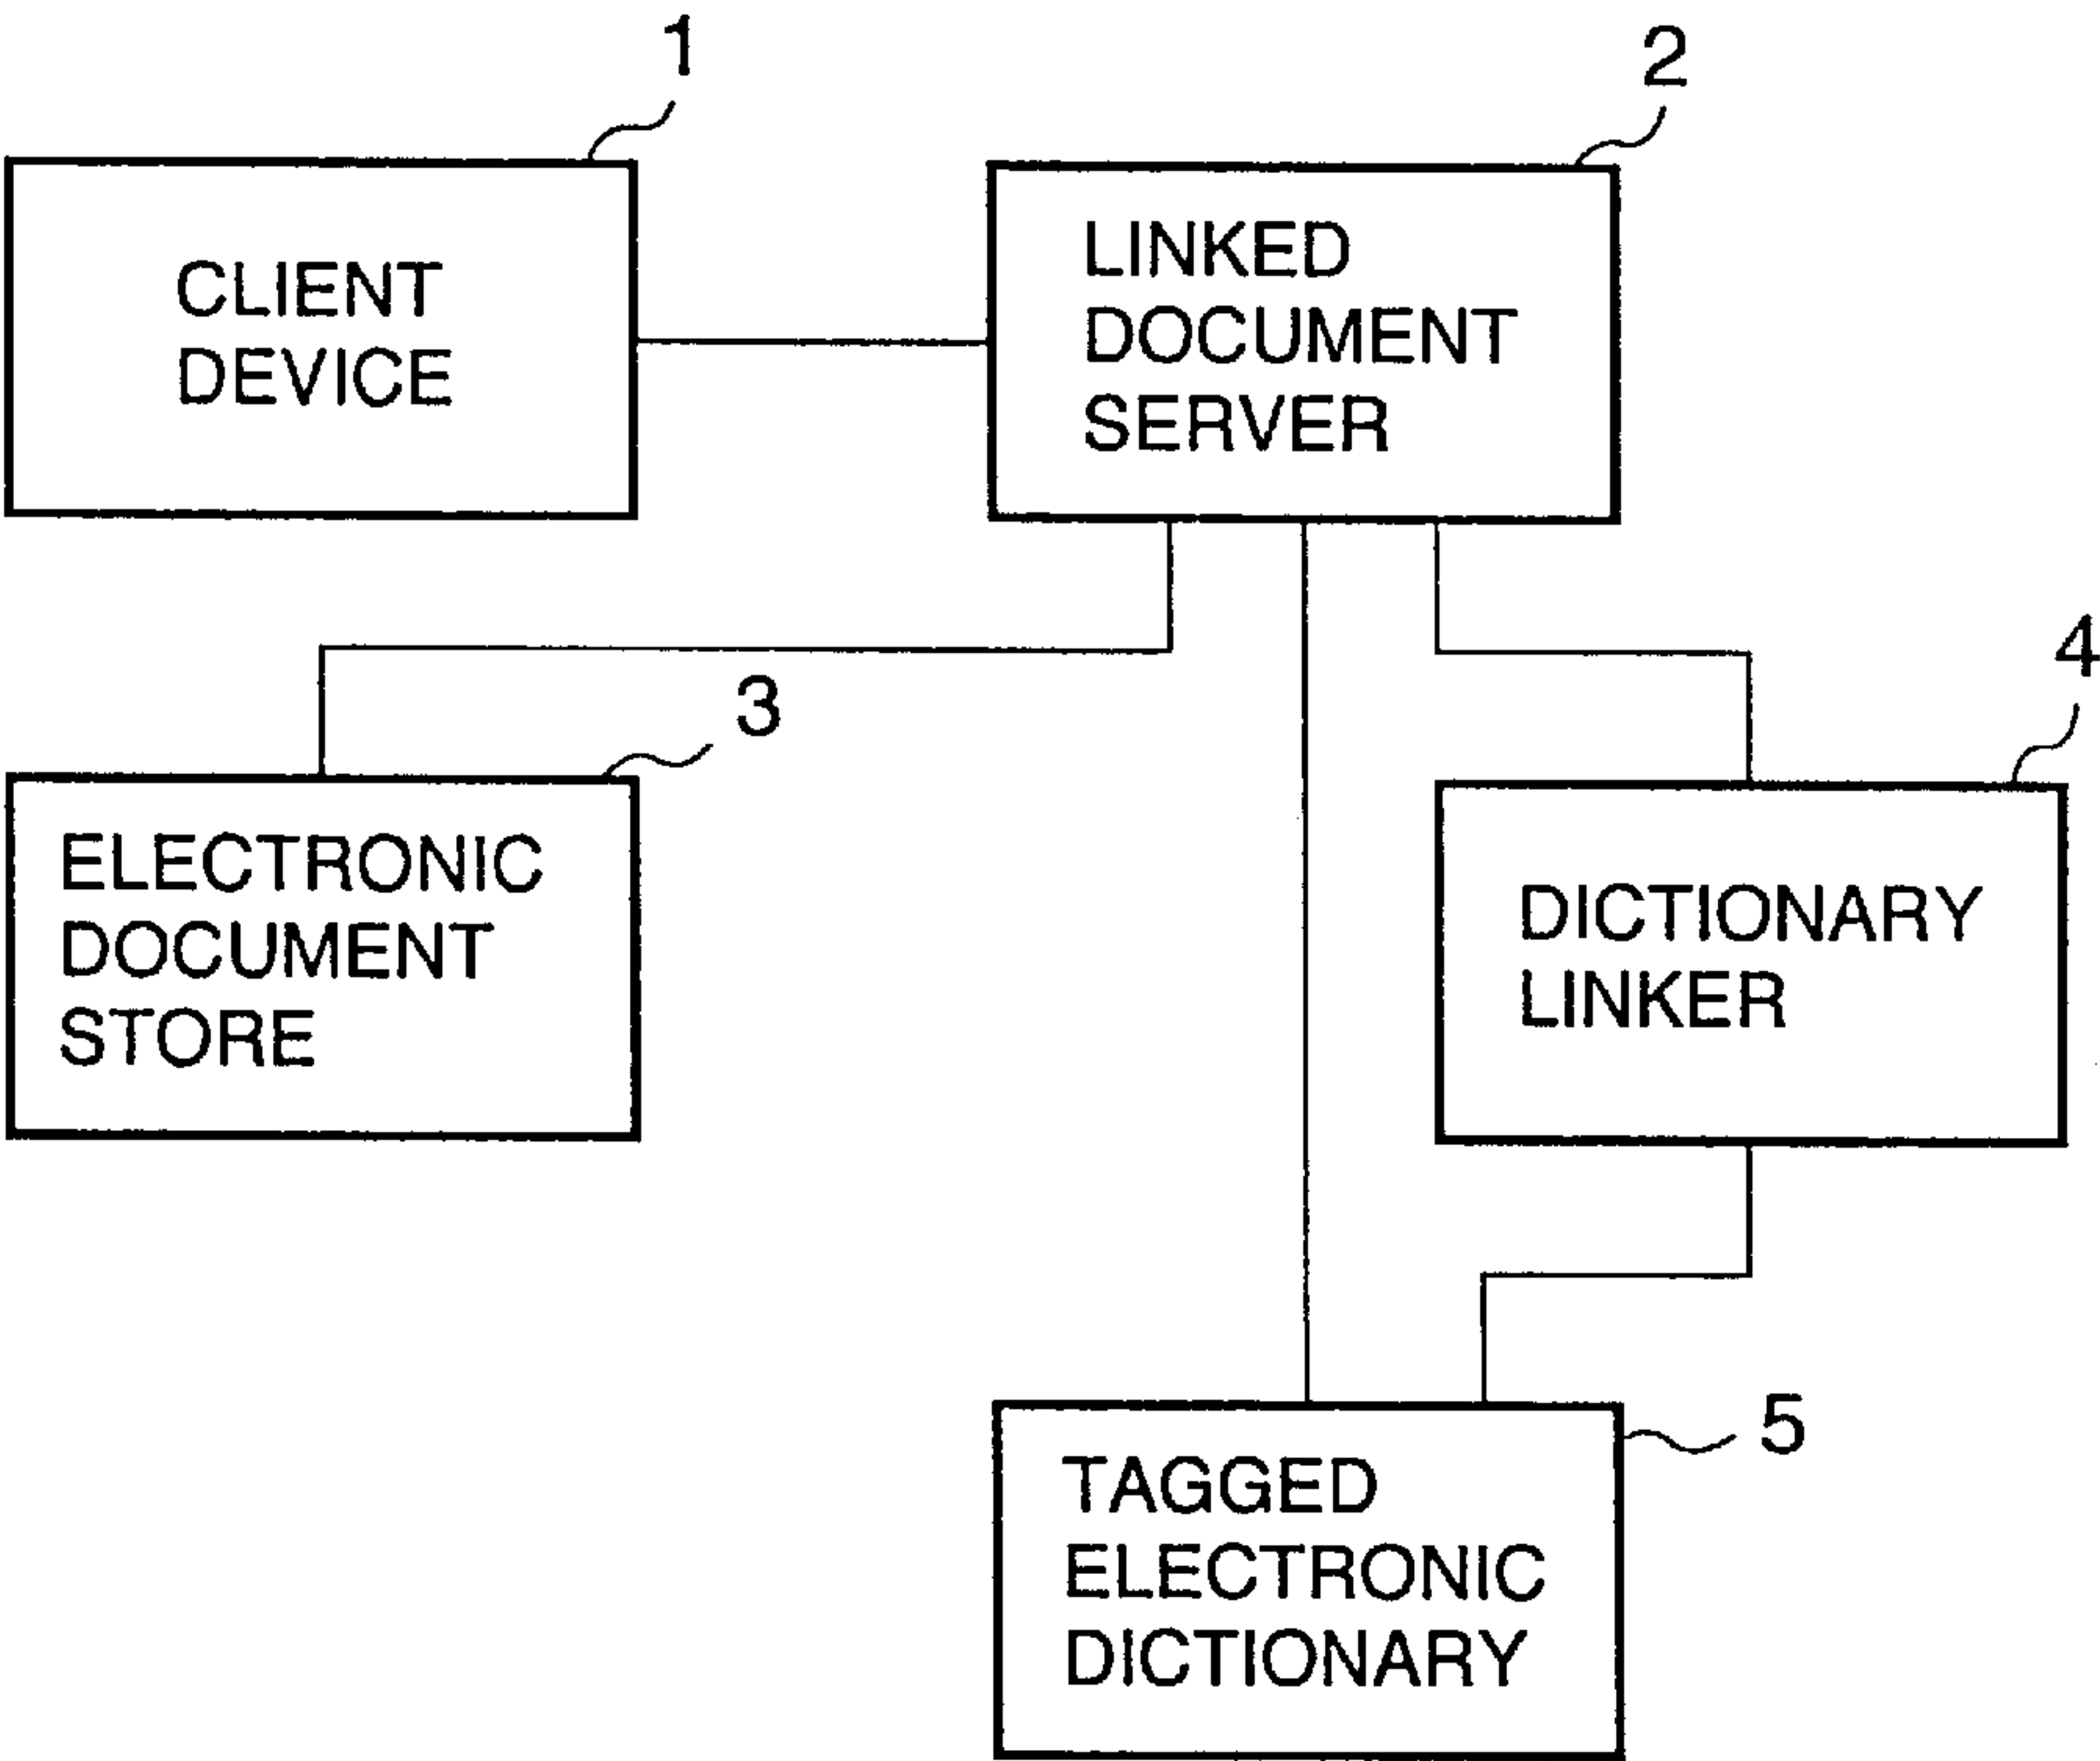 1
CLIENT
DEVICE
2
LINKED
DOCUMENT
SERVER
3
ELECTRONIC
DOCUMENT
STORE
4
DICTIONARY
LINKER
5
TAGGED
ELECTRONIC
DICTIONARY